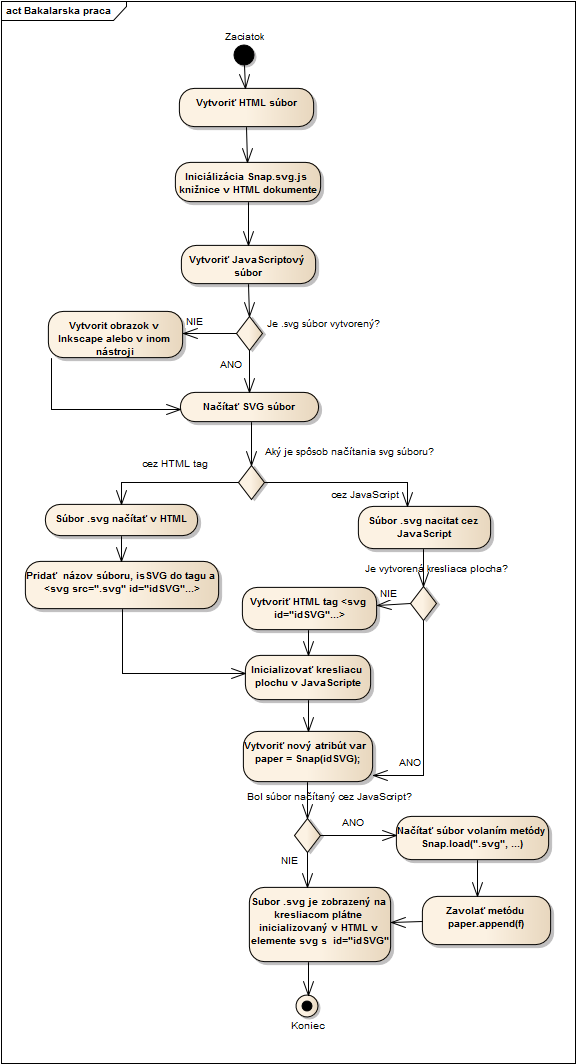 act Bakalarska praca
Zaciatok
Vytvoriť HTML súbor
Iniciálizácia Snap.svg.js
knižnice v HTML dokumente
Vytvoriť JavaScriptový
súbor
Je .svg súbor vytvorený?
NIE
Vytvorit obrazok v
Inkscape alebo v inom
nástroji
ANO
Načítať SVG súbor
Aký je spôsob načítania svg súboru?
cez HTML tag
cez JavaScript
Súbor .svg načítať v HTML
Súbor .svg nacitat cez
JavaScript
Pridať názov súboru, isSVG do tagu a
<svg src=".svg" id="idSVG"...>
Je vytvorená kresliaca plocha?
NIE
Vytvoriť HTML tag <svg
id="idSVG"...>
Inicializovať kresliacu
plochu v JavaScripte
Vytvoriť nový atribút var
paper = Snap(idSVG);
ANO
Bol súbor načítaný cez JavaScript?
ANO
Načítať súbor volaním metódy
Snap.load(".svg", ...)
NIE
Subor .svg je zobrazený na
kresliacom plátne
inicializovaný v HTML v
elemente svg s id="idSVG"
Zavolať metódu
paper.append(f)
Koniec